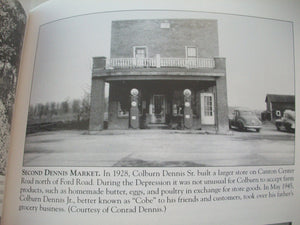 SECOND DENNIS MARKET. In 1928, Colburn Dennis Sr. built a larger store on Canton Center
Road north of Ford Road. During the Depression it was not unusual for Colburn to accept farm
products, such as homemade butter, eggs, and poultry in exchange for store goods. In May 1945,
Colburn Dennis Jr., better known as "Cobe" to his friends and customers, took over his father's
grocery business. (Courtesy of Conrad Dennis.)